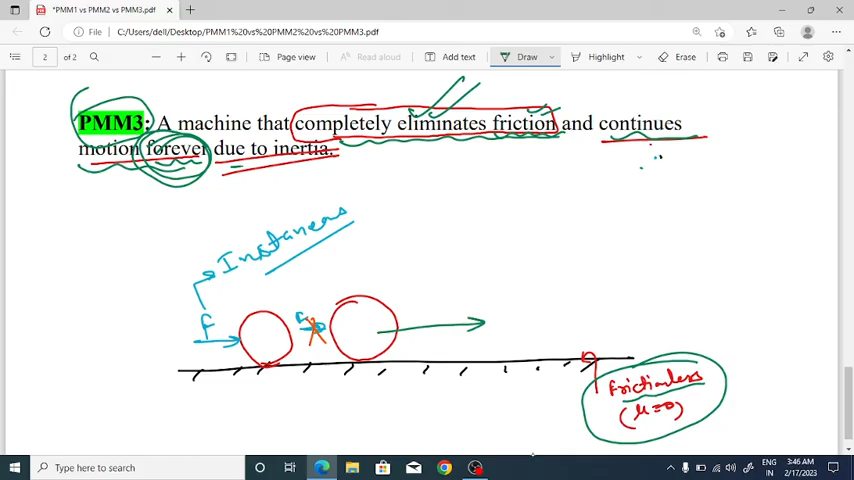 *PMM1 vs PMM2 vs PMM3.pdf
File C:/Users/dell/Desktop/PMM1%20vs%20PMM2%20vs%20PMM3.pdf
2 of 2 Page view Read aloud Add text Draw Highlight Erase
PMM3: A machine that completely eliminates friction and continues
motion forever due to inertia.
Instaneous
F
F
Frictionless
(μ=0)
Type here to search
ENG
IN
3:46 AM
2/17/2023